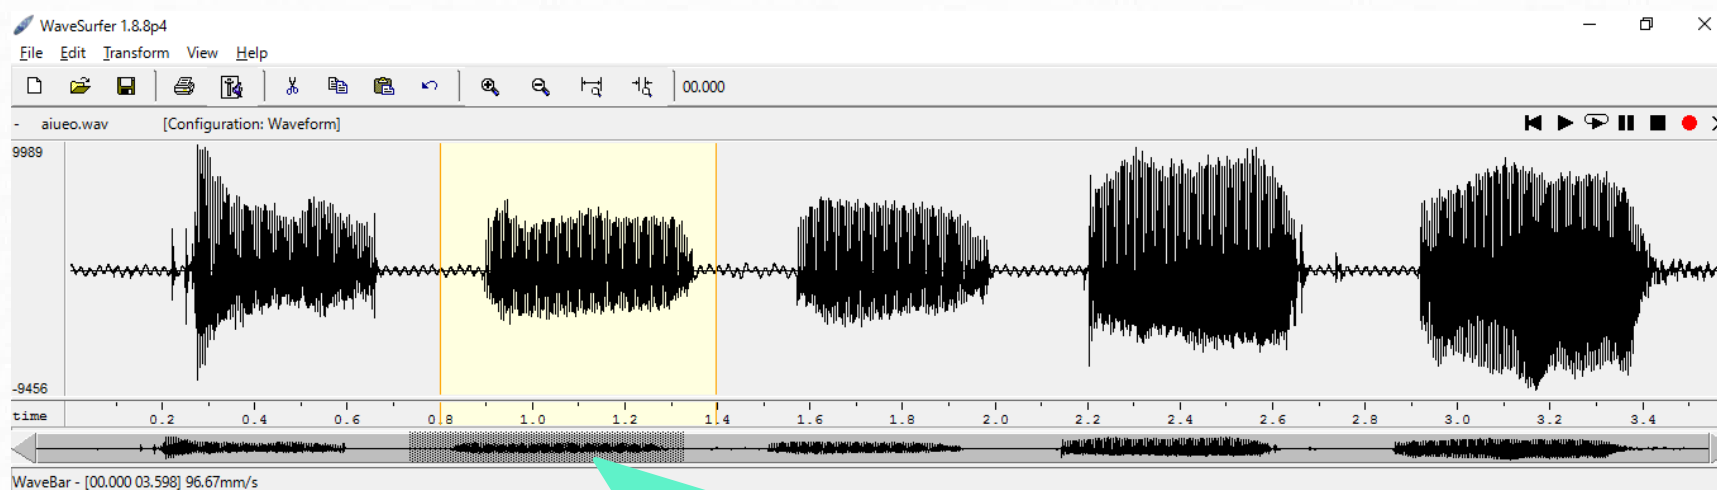 WaveSurfer 1.8.8p4
File Edit Transform View Help
00.000
- aiueo.wav [Configuration: Waveform]
9989
-9456
time 0.2 0.4 0.6 0.8 1.0 1.2 1.4 1.6 1.8 2.0 2.2 2.4 2.6 2.8 3.0 3.2 3.4
WaveBar - [00.000 03.598] 96.67mm/s